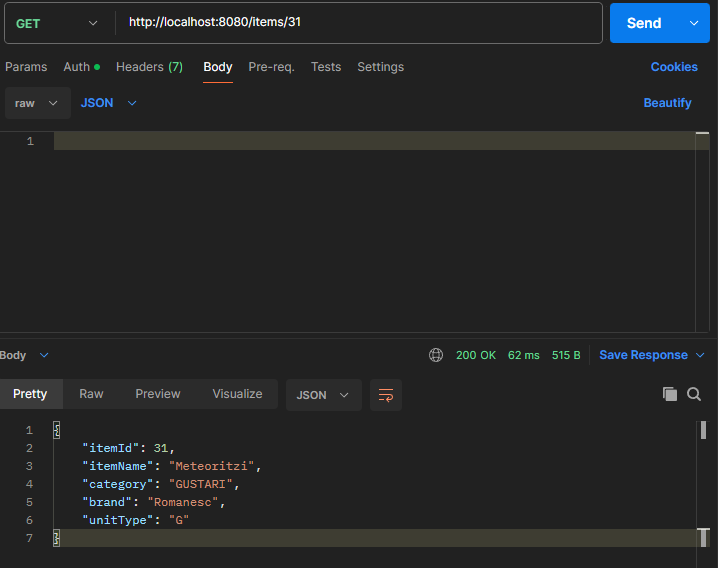 GET http://localhost:8080/items/31 Send
Params Auth Headers (7) Body Pre-req. Tests Settings Cookies
raw JSON Beautify
1
Body 200 OK 62 ms 515 B Save Response
Pretty Raw Preview Visualize JSON
1 {
2 "itemId": 31,
3 "itemName": "Meteoritzi",
4 "category": "GUSTARI",
5 "brand": "Romanesc",
6 "unitType": "G"
7 }